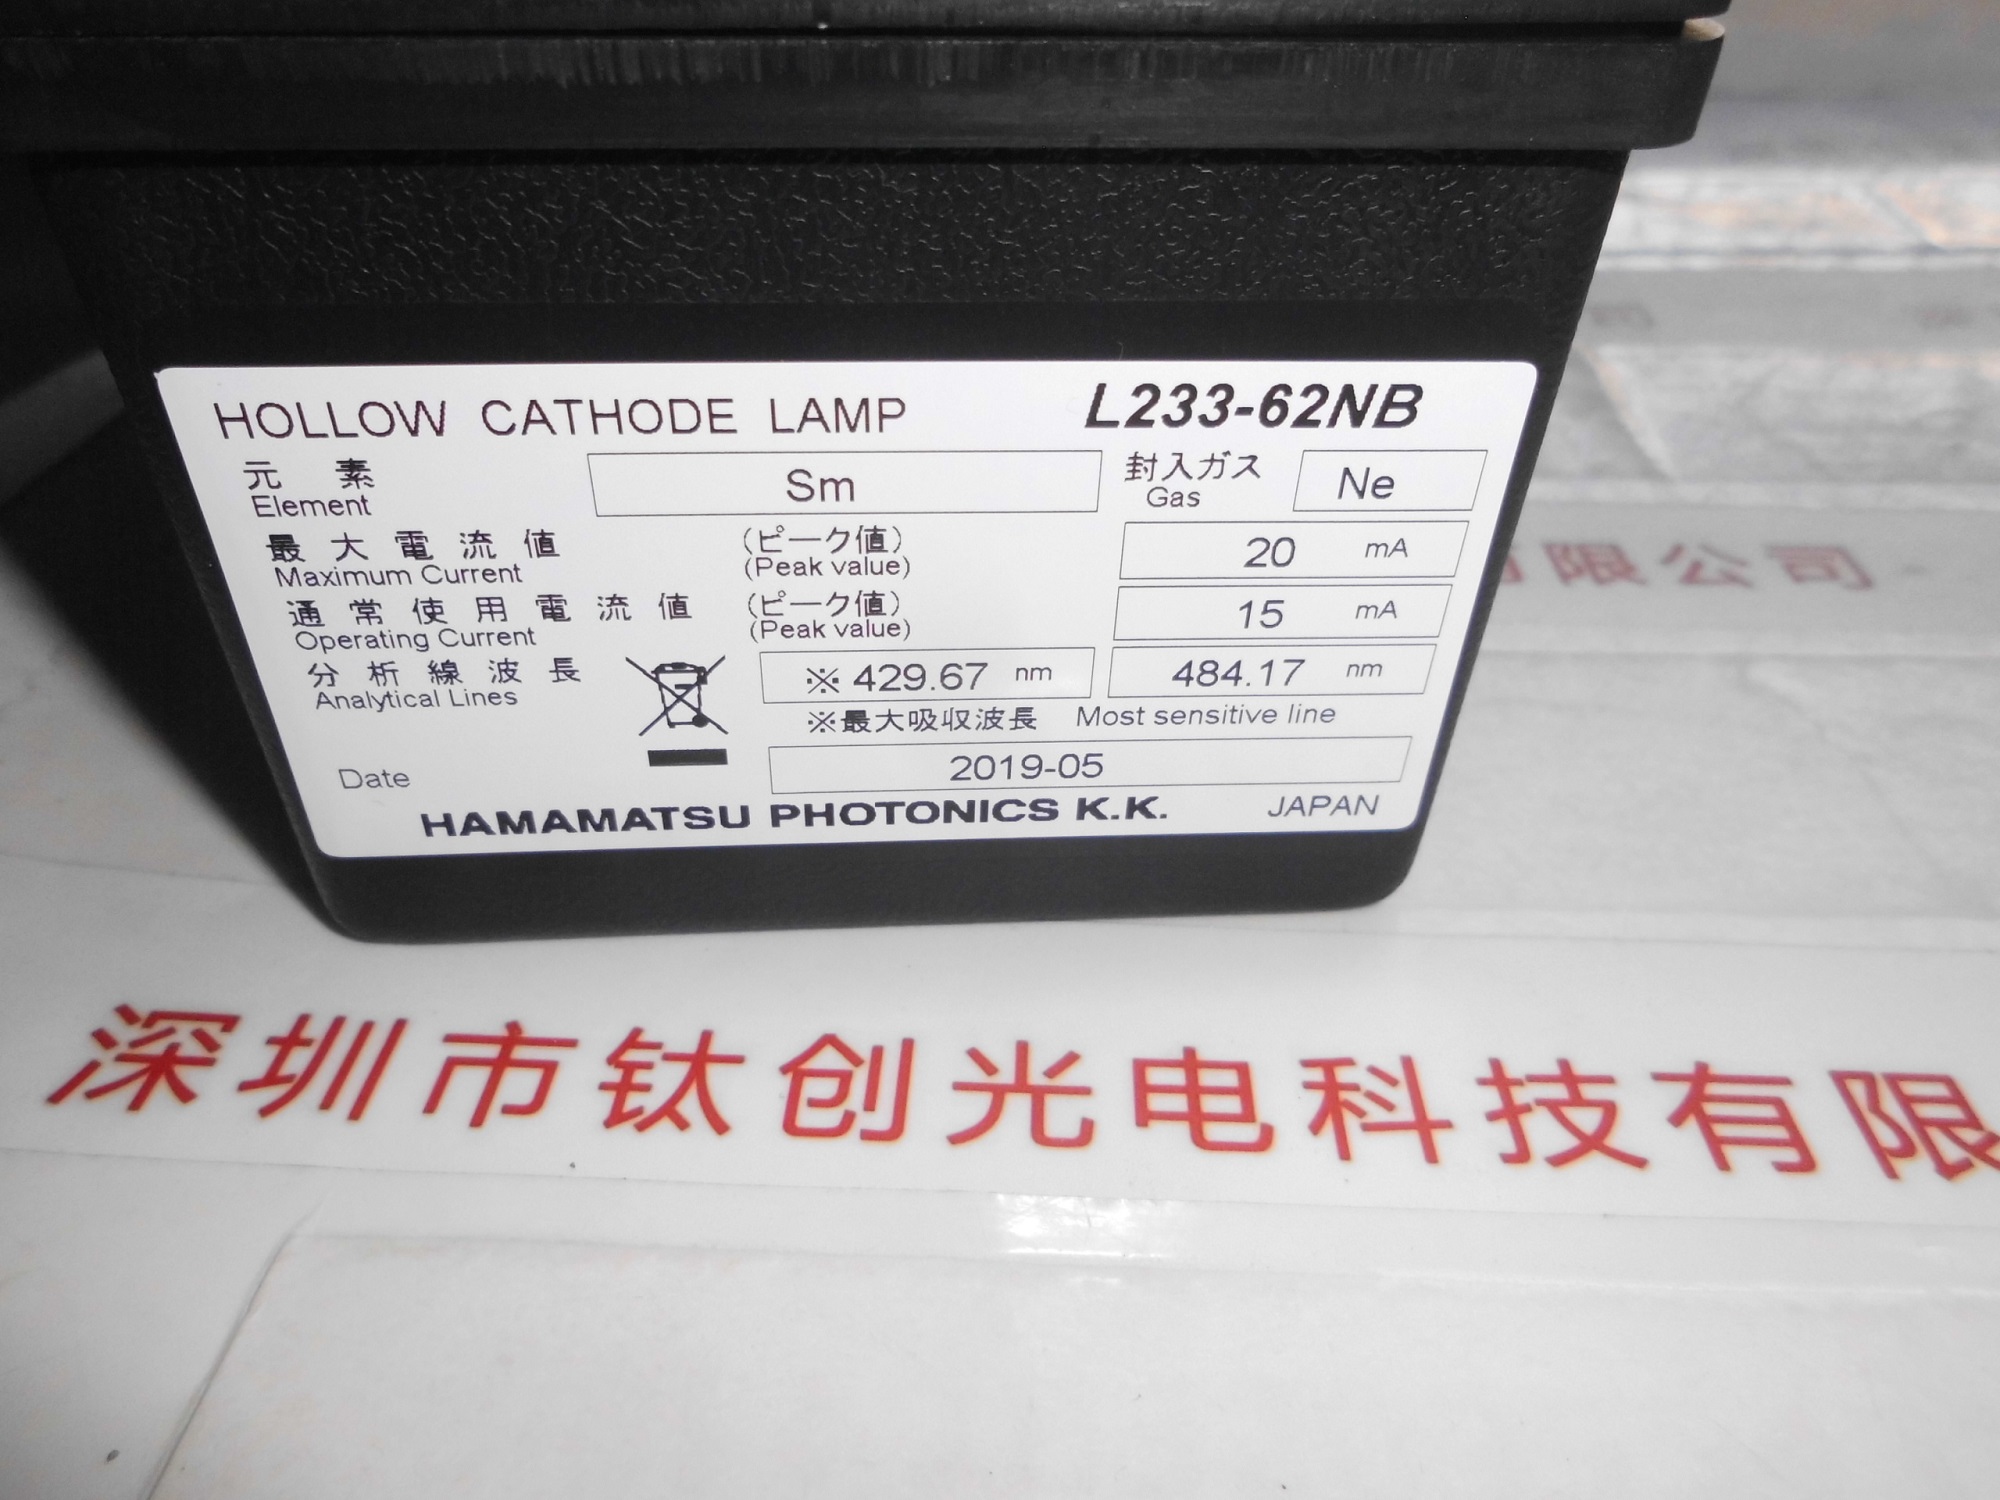 HOLLOW CATHODE LAMP L233-62NB
元素 Sm 封入ガス Ne
Element Gas
最大電流値 (ピーク値) 20 mA
Maximum Current (Peak value)
通常使用電流値 (ピーク値) 15 mA
Operating Current (Peak value)
分析線波長 ※ 429.67 nm 484.17 nm
Analytical Lines
※最大吸収波長 Most sensitive line
Date 2019-05
HAMAMATSU PHOTONICS K.K. JAPAN
有限公司
深圳市钛创光电科技有限